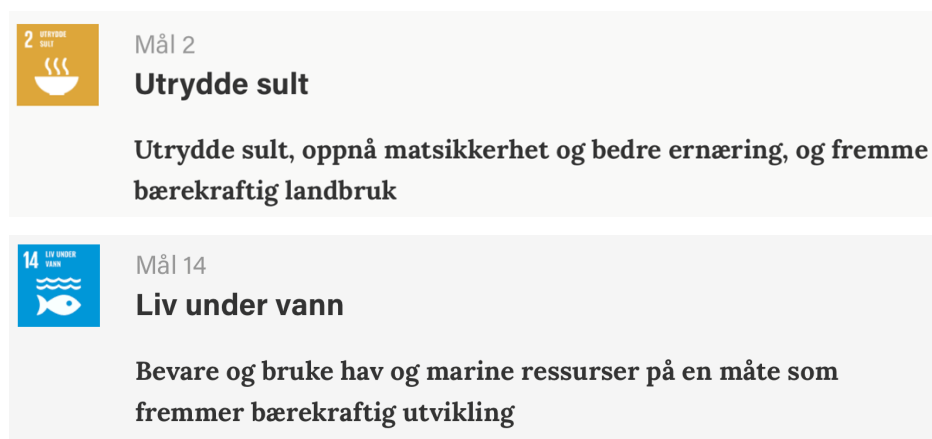 2 UTRYDDE
SULT
Mål 2
Utrydde sult
Utrydde sult, oppnå matsikkerhet og bedre ernæring, og fremme
bærekraftig landbruk
14 LIV UNDER
VANN
Mål 14
Liv under vann
Bevare og bruke hav og marine ressurser på en måte som
fremmer bærekraftig utvikling